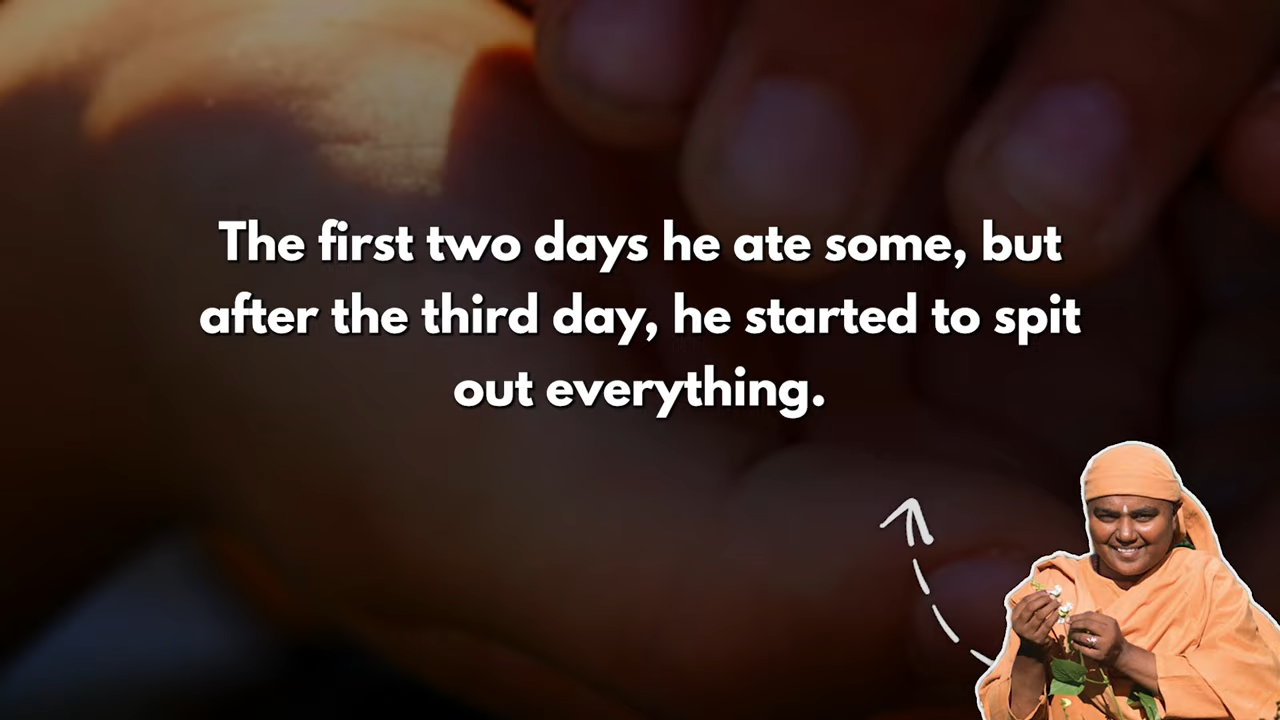 The first two days he ate some, but
after the third day, he started to spit
out everything.